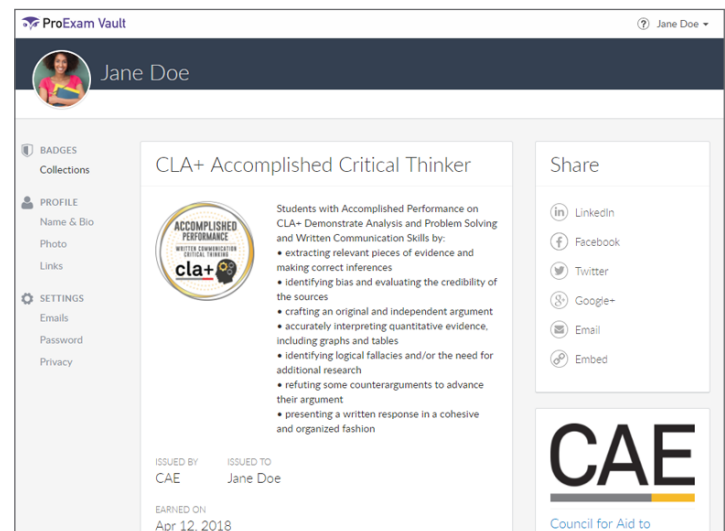 ProExam Vault
? Jane Doe
Jane Doe
BADGES
Collections
PROFILE
Name & Bio
Photo
Links
SETTINGS
Emails
Password
Privacy
CLA+ Accomplished Critical Thinker
ACCOMPLISHED
PERFORMANCE
WRITTEN COMMUNICATION
CRITICAL THINKING
cla+
Students with Accomplished Performance on
CLA+ Demonstrate Analysis and Problem Solving
and Written Communication Skills by:
• extracting relevant pieces of evidence and
making correct inferences
• identifying bias and evaluating the credibility of
the sources
• crafting an original and independent argument
• accurately interpreting quantitative evidence,
including graphs and tables
• identifying logical fallacies and/or the need for
additional research
• refuting some counterarguments to advance
their argument
• presenting a written response in a cohesive
and organized fashion
ISSUED BY
CAE
ISSUED TO
Jane Doe
EARNED ON
Apr 12, 2018
Share
in LinkedIn
f Facebook
Twitter
g+ Google+
Email
Embed
CAE
Council for Aid to